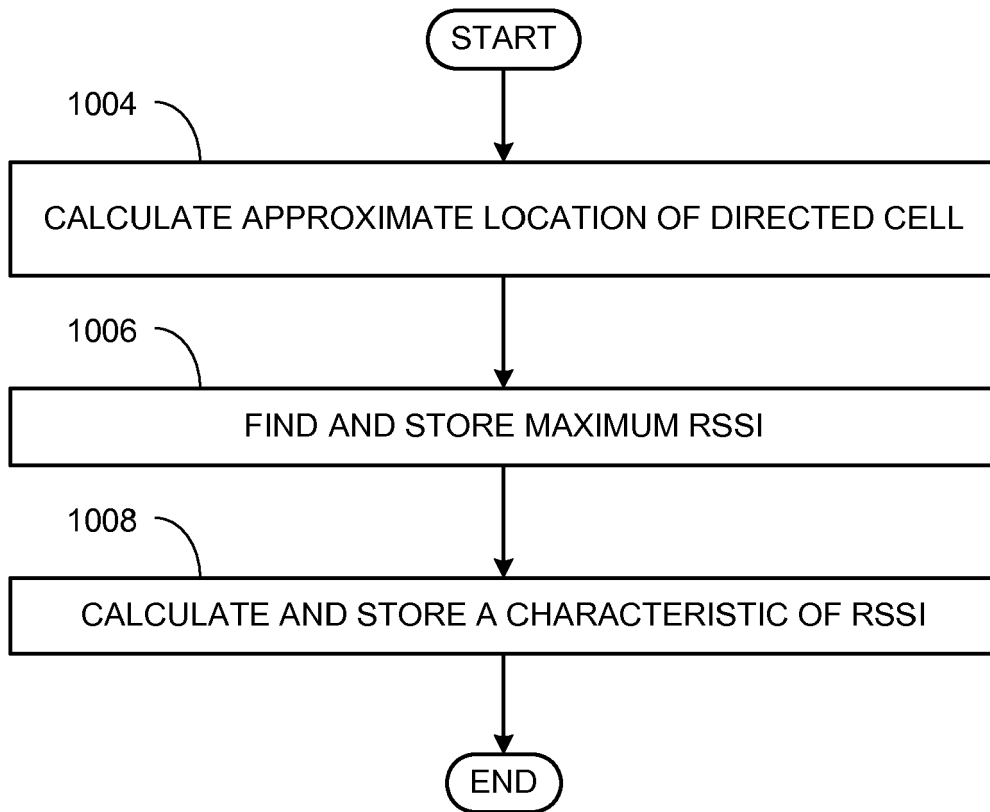 START
1004
CALCULATE APPROXIMATE LOCATION OF DIRECTED CELL
1006
FIND AND STORE MAXIMUM RSSI
1008
CALCULATE AND STORE A CHARACTERISTIC OF RSSI
END